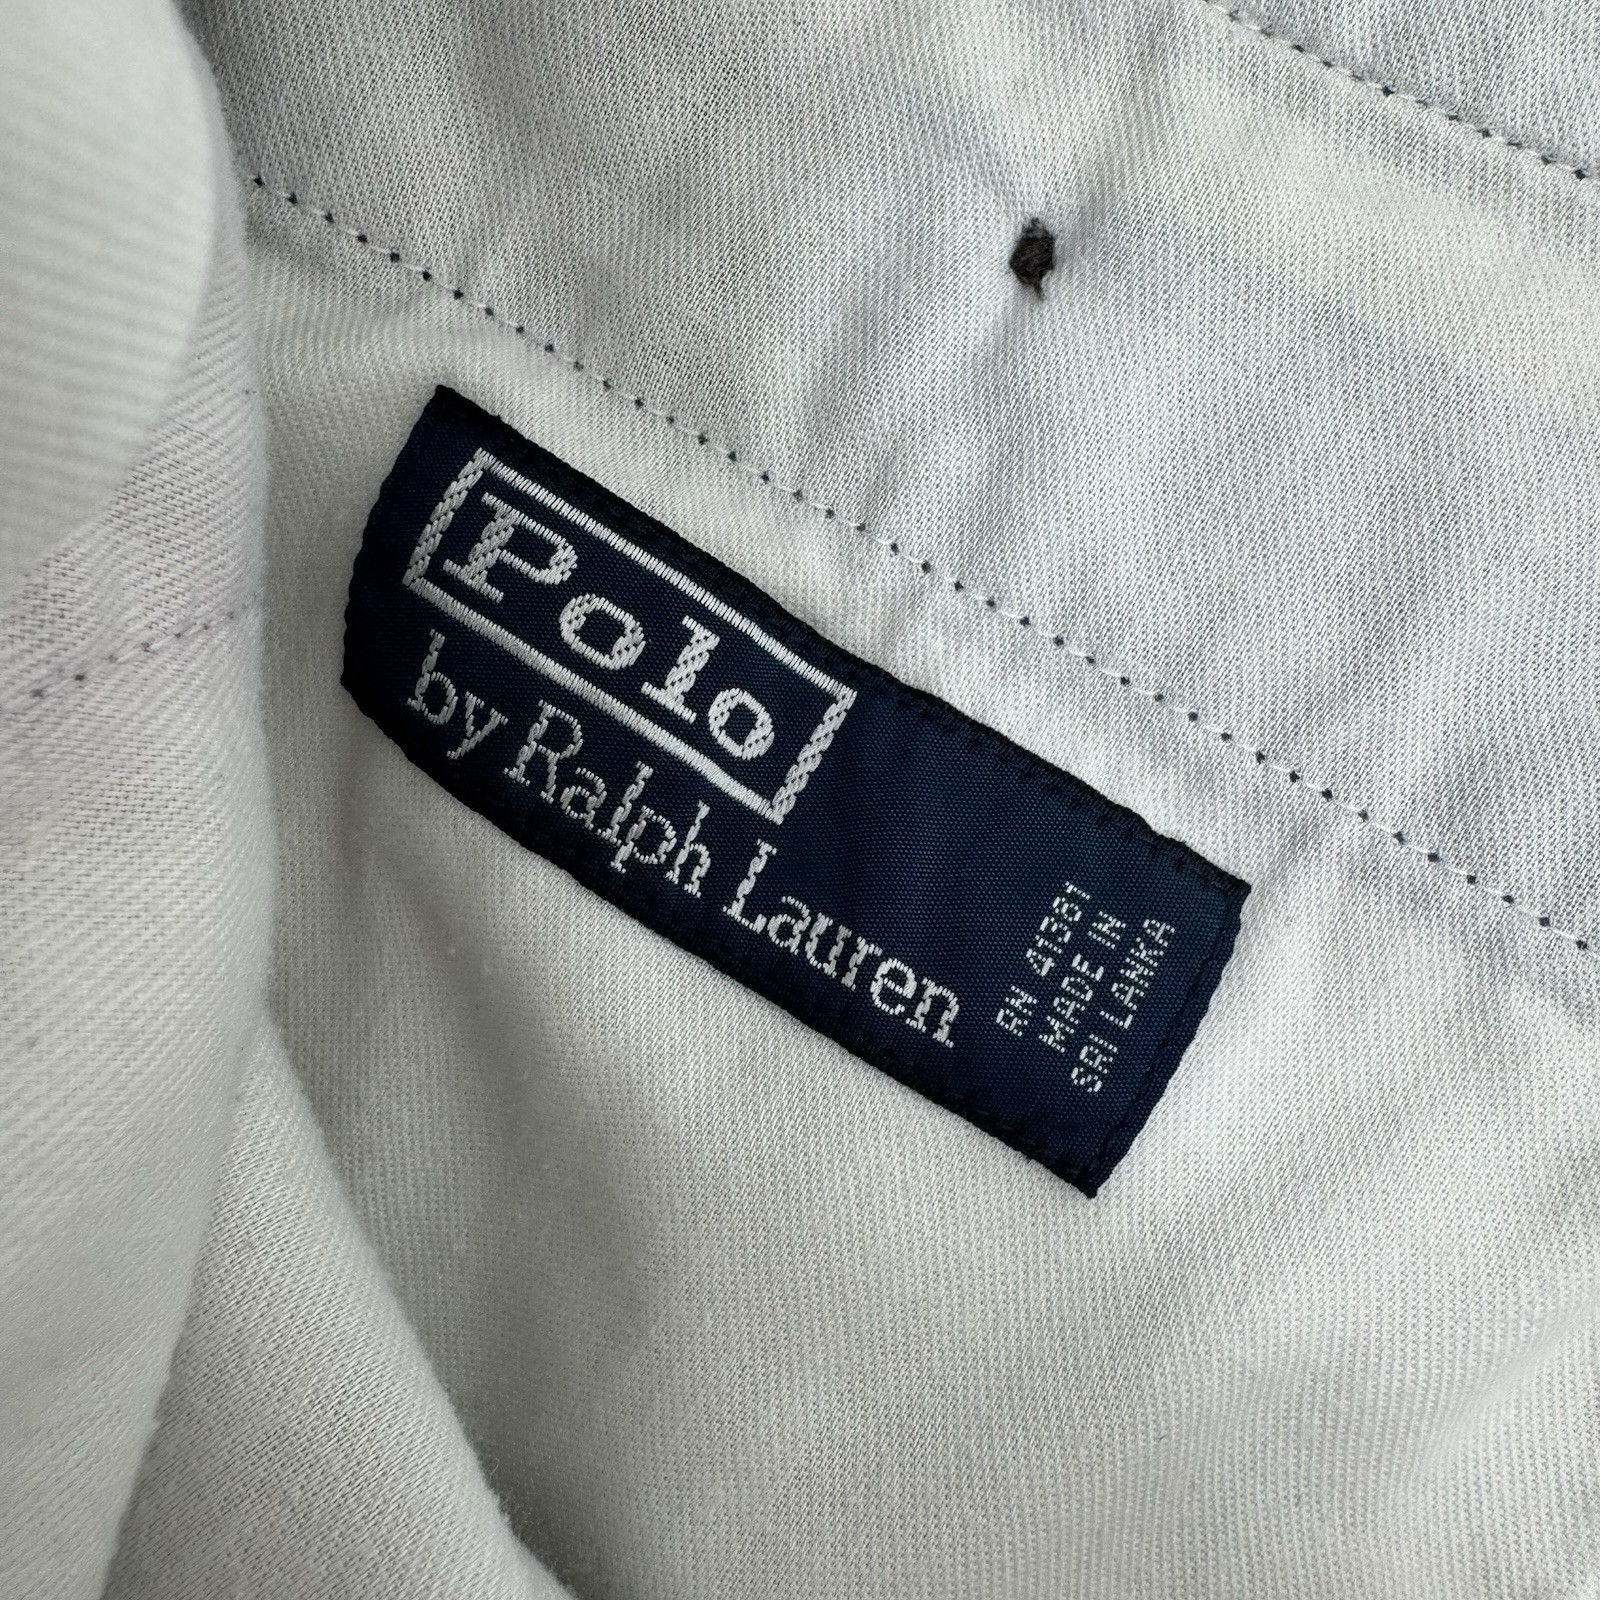 Polo
by Ralph Lauren
RN 41381
MADE IN
SRI LANKA